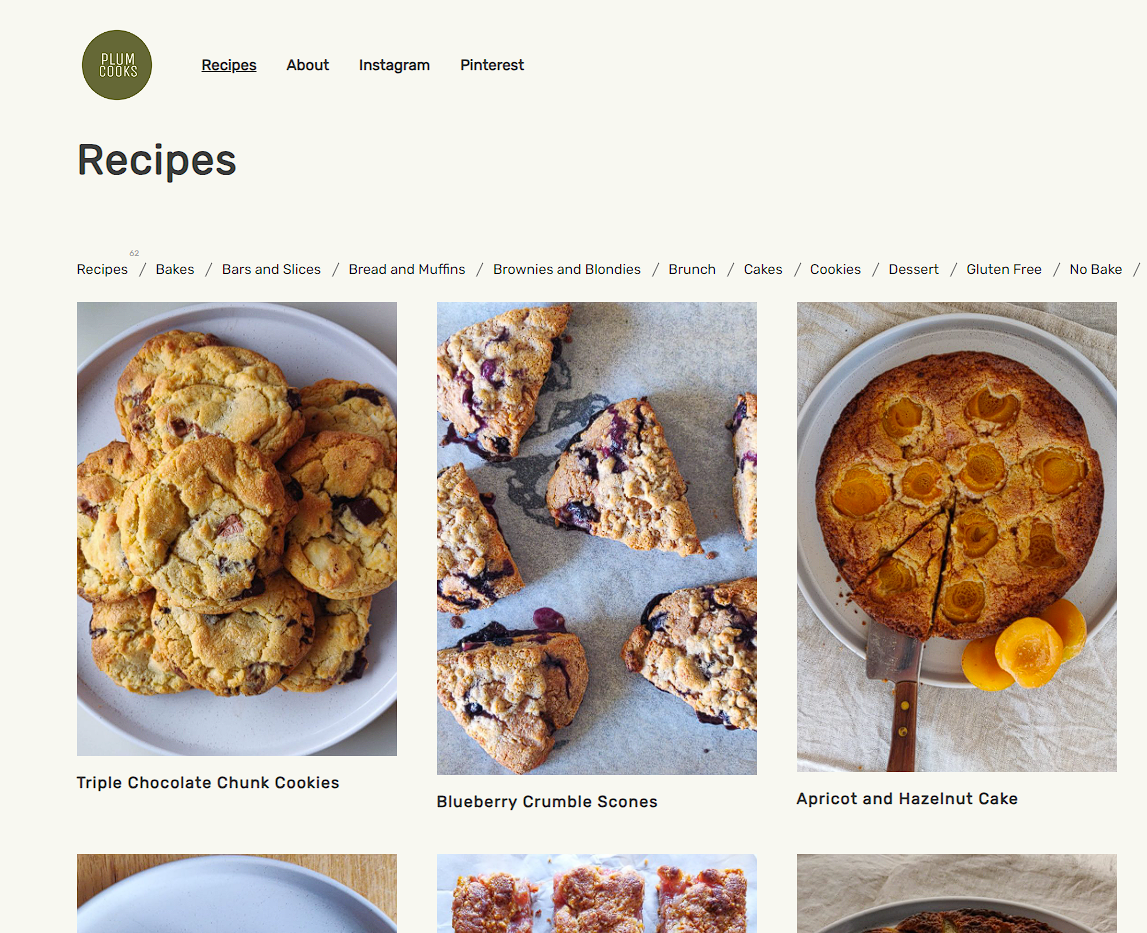 PLUM
COOKS
Recipes About Instagram Pinterest
Recipes
62
Recipes / Bakes / Bars and Slices / Bread and Muffins / Brownies and Blondies / Brunch / Cakes / Cookies / Dessert / Gluten Free / No Bake /
Triple Chocolate Chunk Cookies
Blueberry Crumble Scones
Apricot and Hazelnut Cake